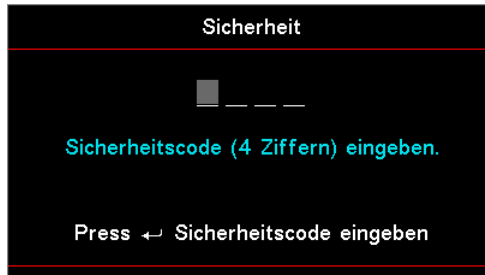 Sicherheit
_ _ _ _
Sicherheitscode (4 Ziffern) eingeben.
Press ↵ Sicherheitscode eingeben